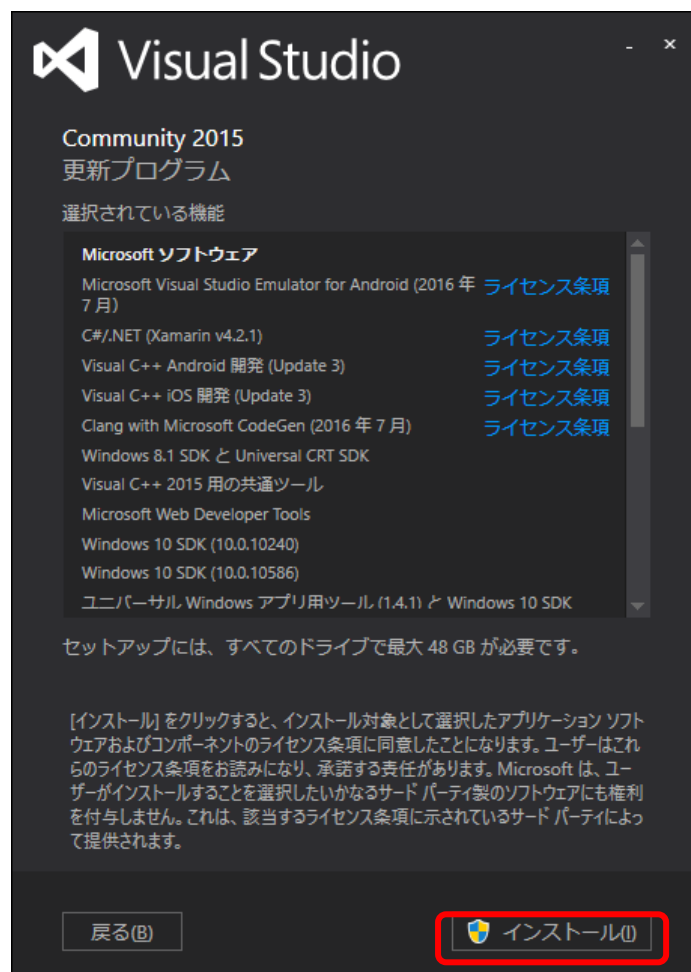 Visual Studio
Community 2015
更新プログラム
選択されている機能
Microsoft ソフトウェア
Microsoft Visual Studio Emulator for Android (2016 年 ライセンス条項
7 月)
C#/.NET (Xamarin v4.2.1) ライセンス条項
Visual C++ Android 開発 (Update 3) ライセンス条項
Visual C++ iOS 開発 (Update 3) ライセンス条項
Clang with Microsoft CodeGen (2016 年 7 月) ライセンス条項
Windows 8.1 SDK と Universal CRT SDK
Visual C++ 2015 用の共通ツール
Microsoft Web Developer Tools
Windows 10 SDK (10.0.10240)
Windows 10 SDK (10.0.10586)
ユニバーサル Windows アプリ用ツール (1.4.1) と Windows 10 SDK
セットアップには、すべてのドライブで最大 48 GB が必要です。
[インストール] をクリックすると、インストール対象として選択したアプリケーション ソフト
ウェアおよびコンポーネントのライセンス条項に同意したことになります。ユーザーはこれ
らのライセンス条項をお読みになり、承諾する責任があります。Microsoft は、ユー
ザーがインストールすることを選択したいかなるサード パーティ製のソフトウェアにも権利
を付与しません。これは、該当するライセンス条項に示されているサード パーティによっ
て提供されます。
戻る(B) インストール(I)